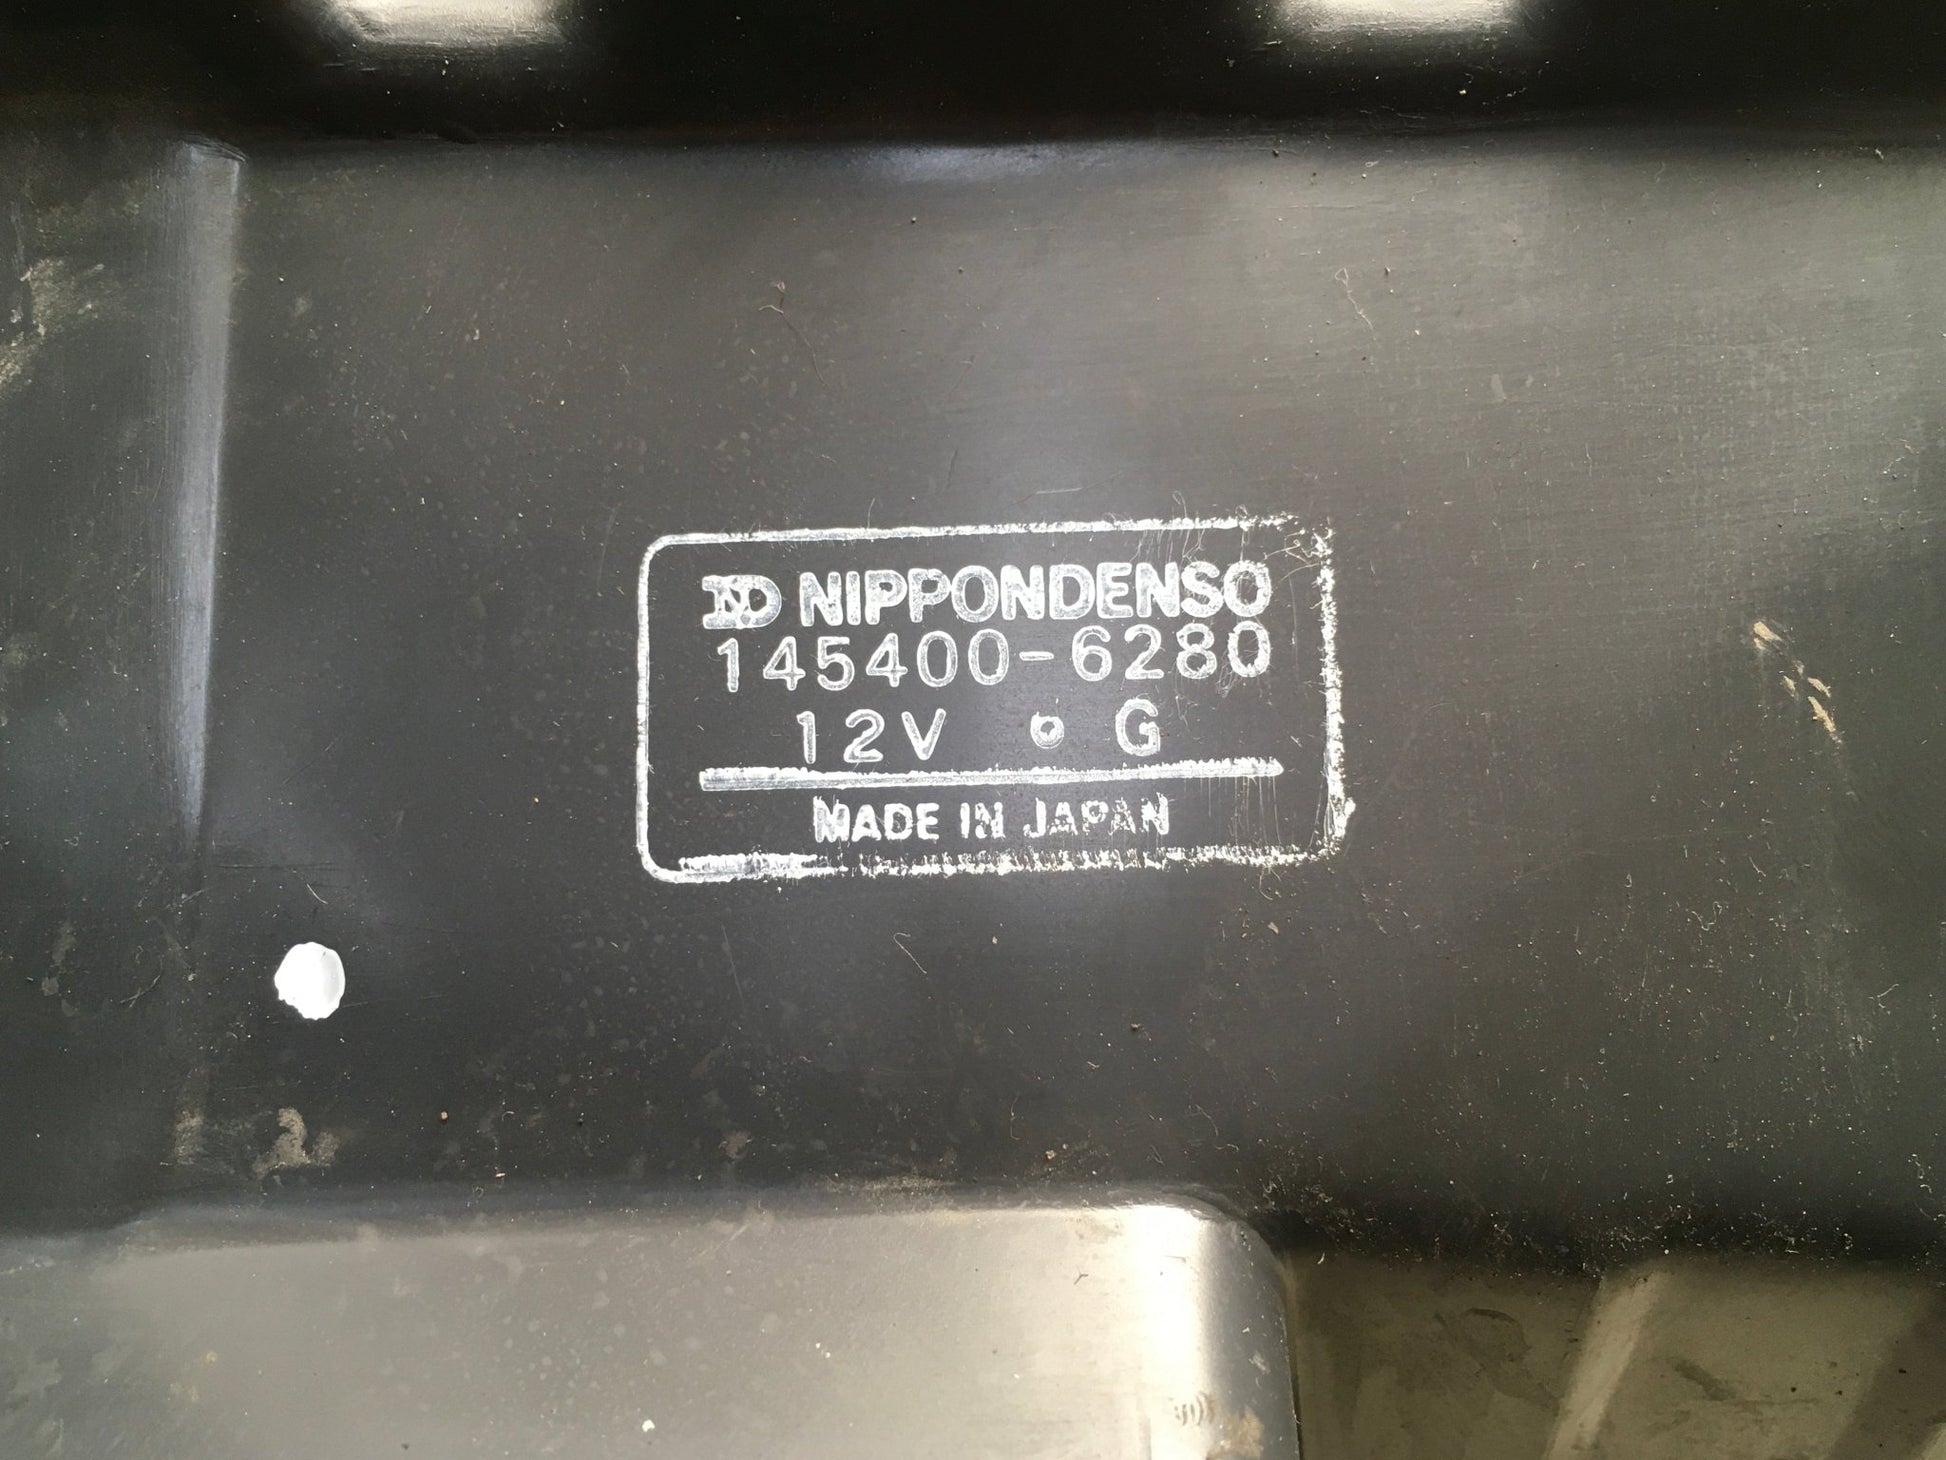 ND NIPPONDENSO
145400-6280
12V G
MADE IN JAPAN